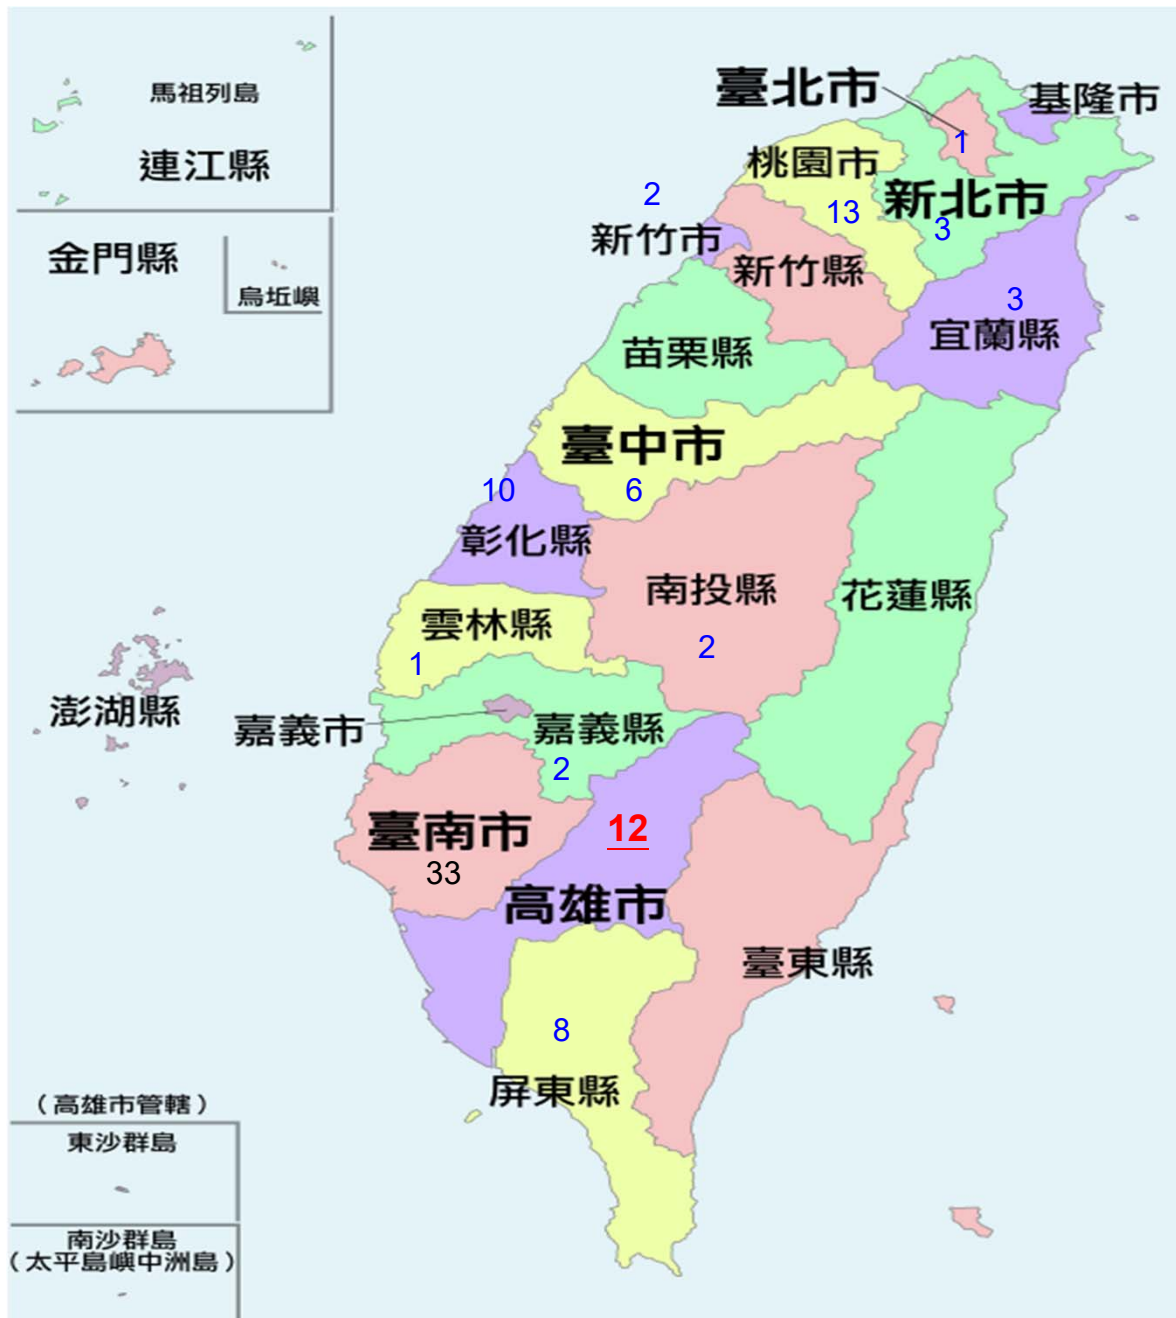 馬祖列島
連江縣
金門縣
烏坵嶼
臺北市
基隆市
1
桃園市
13
新北市
3
2
新竹市
新竹縣
3
宜蘭縣
苗栗縣
臺中市
6
10
彰化縣
南投縣
2
花蓮縣
雲林縣
1
澎湖縣
嘉義市
嘉義縣
2
臺南市
33
12
高雄市
臺東縣
8
屏東縣
（高雄市管轄）
東沙群島
南沙群島
（太平島嶼中洲島）